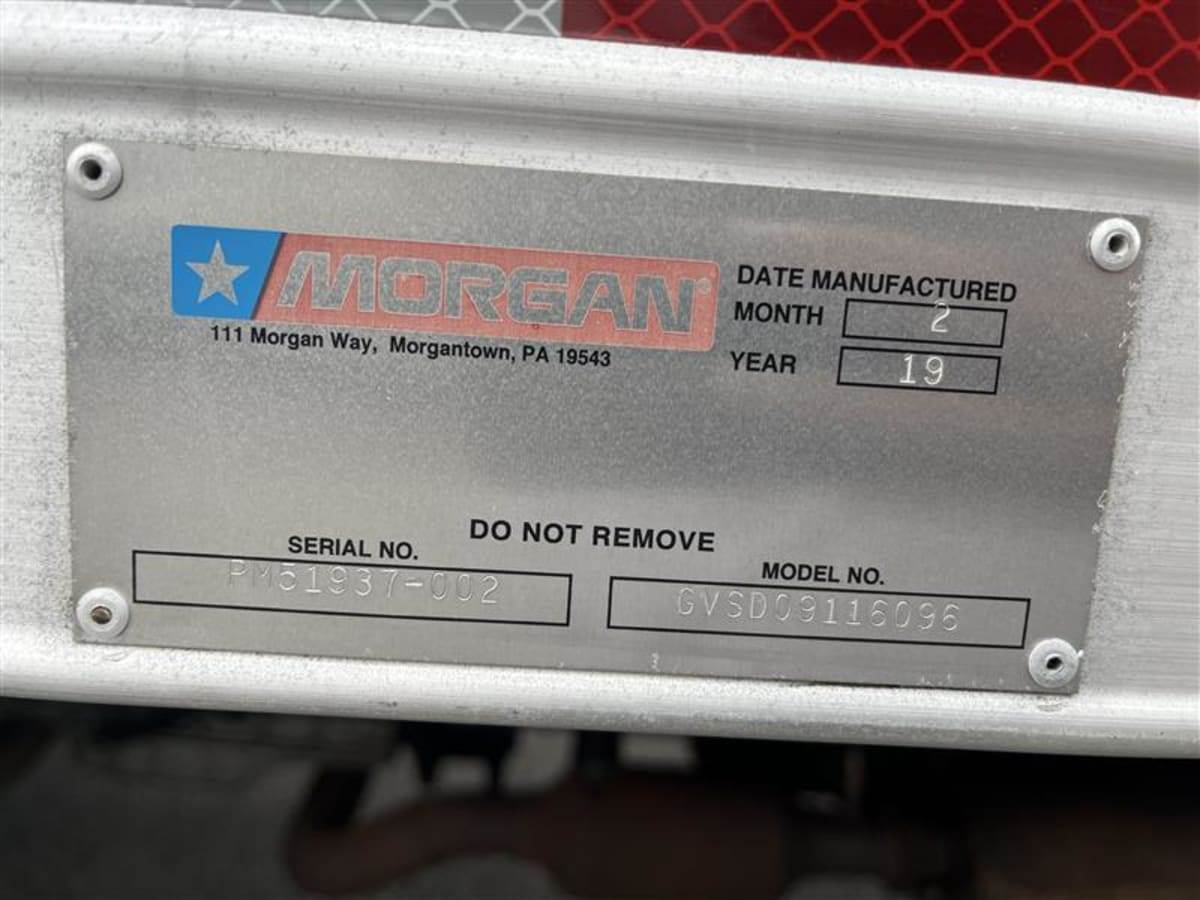 MORGAN®
111 Morgan Way, Morgantown, PA 19543
DATE MANUFACTURED
MONTH 2
YEAR 19
DO NOT REMOVE
SERIAL NO.
PM51937-002
MODEL NO.
GVSD09116096